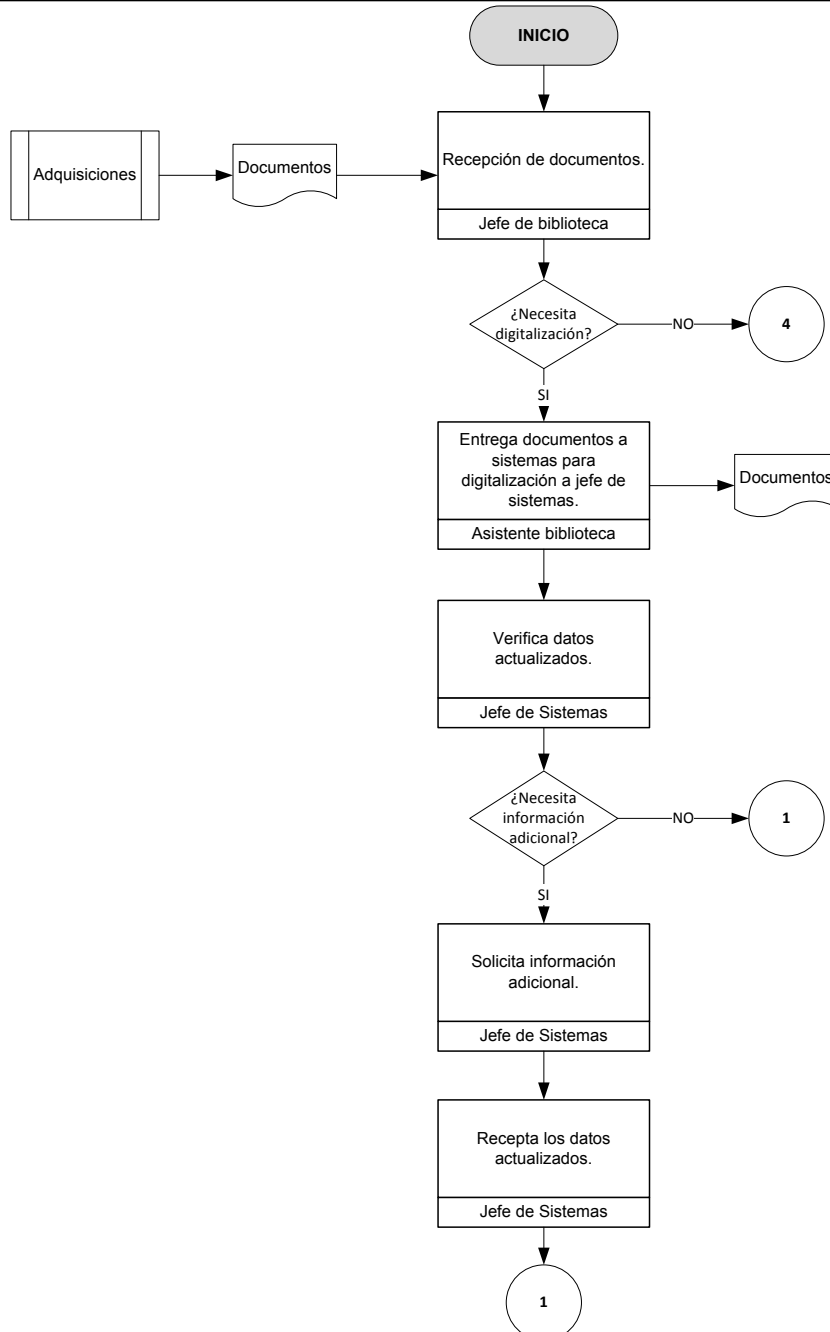 INICIO
Adquisiciones
Documentos
Recepción de documentos.
Jefe de biblioteca
¿Necesita
digitalización?
NO
4
SI
Entrega documentos a
sistemas para
digitalización a jefe de
sistemas.
Asistente biblioteca
Documentos
Verifica datos
actualizados.
Jefe de Sistemas
¿Necesita
información
adicional?
NO
1
SI
Solicita información
adicional.
Jefe de Sistemas
Recepta los datos
actualizados.
Jefe de Sistemas
1